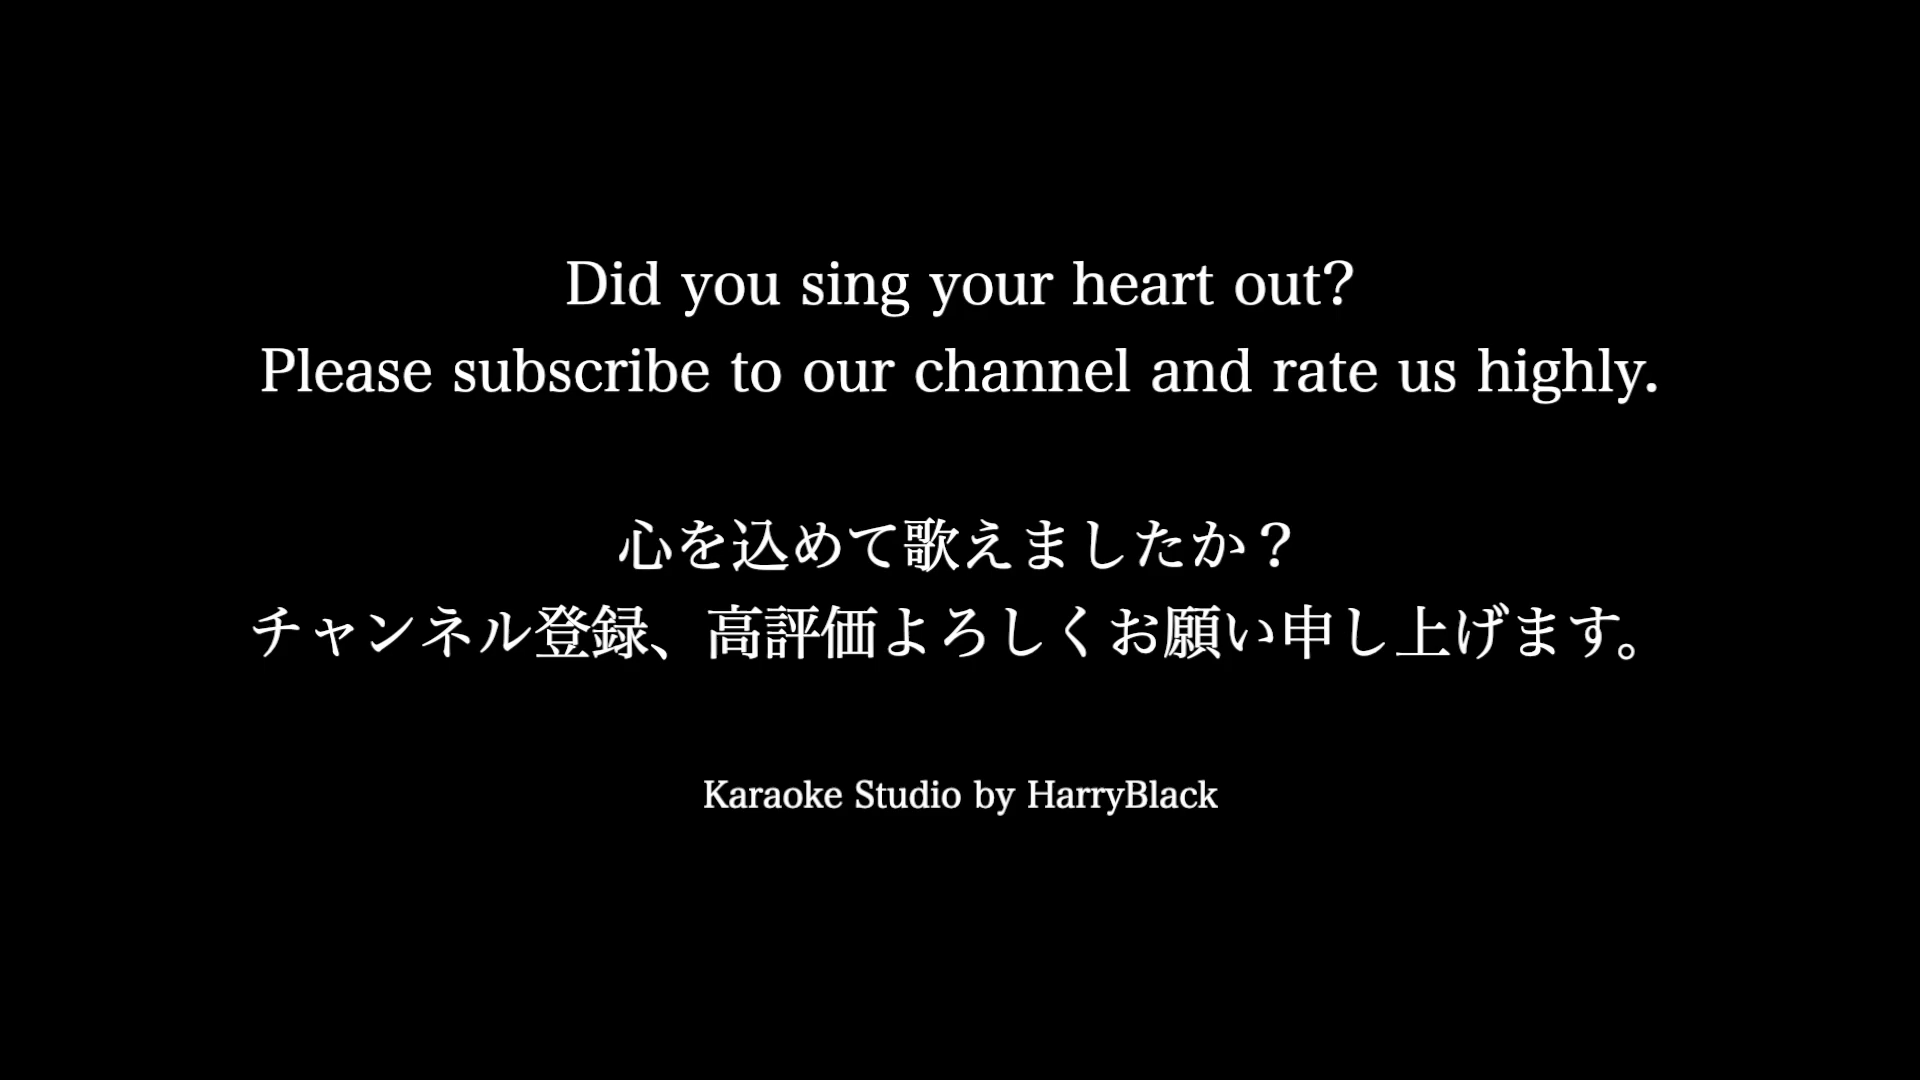 Did you sing your heart out?
Please subscribe to our channel and rate us highly.
心を込めて歌えましたか？
チャンネル登録、高評価よろしくお願い申し上げます。
Karaoke Studio by HarryBlack